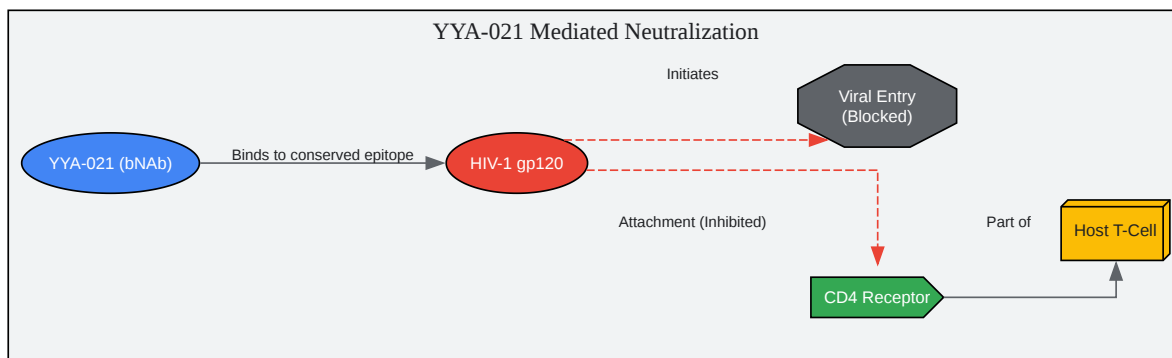 YYA-021 Mediated Neutralization
Initiates
Viral Entry
(Blocked)
YYA-021 (bNAb)
Binds to conserved epitope
HIV-1 gp120
Attachment (Inhibited)
Part of
Host T-Cell
CD4 Receptor